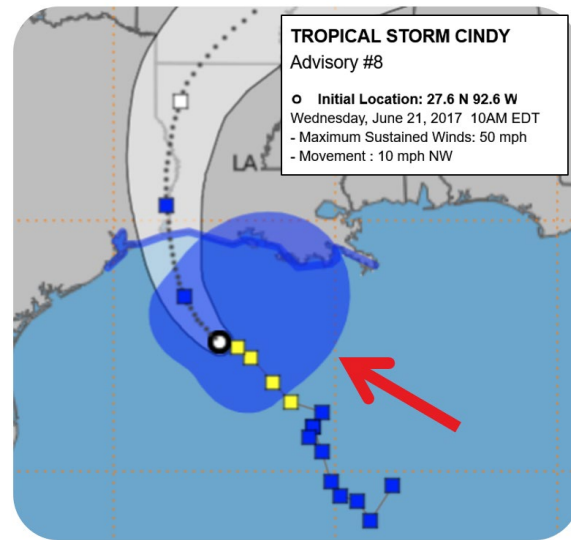 TROPICAL STORM CINDY
Advisory #8
Initial Location: 27.6 N 92.6 W
Wednesday, June 21, 2017 10AM EDT
- Maximum Sustained Winds: 50 mph
- Movement : 10 mph NW
LA